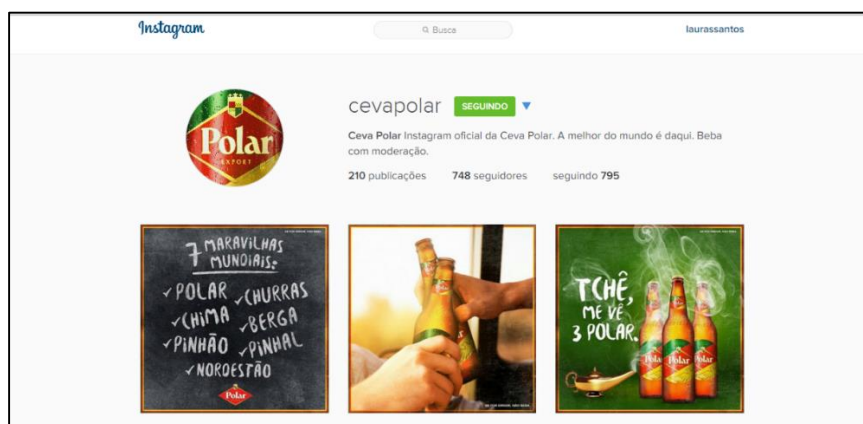 Instagram
Busca
laurassantos
Polar
EXPORT
cevapolar SEGUINDO
Ceva Polar Instagram oficial da Ceva Polar. A melhor do mundo é daqui. Beba
com moderação.
210 publicações 748 seguidores seguindo 795
7 MARAVILHAS
MUNDIAIS:
✓POLAR ✓CHURRAS
✓CHIMA ✓BERGA
✓PINHÃO ✓PINHAL
✓NORDESTÃO
Polar
TCHÊ,
ME VÊ
3 POLAR.
Polar Polar Polar